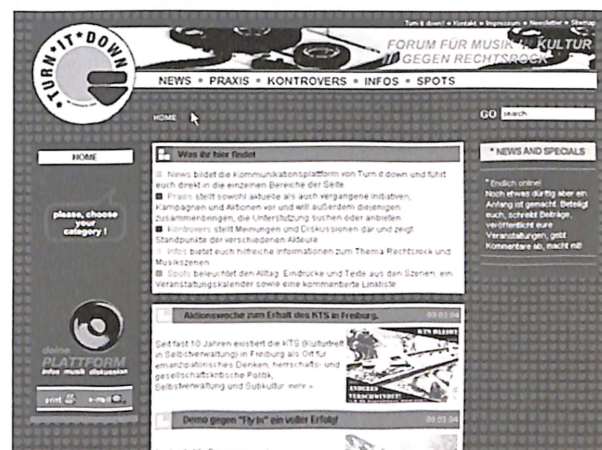 Turn it down! Kontakt Impressum Newsletter Sitemap
TURN*IT*DOWN*
FORUM FÜR MUSIK KULTUR
GEGEN RECHTSROCK
NEWS PRAXIS KONTROVERS INFOS SPOTS
HOME
GO search
HOME
please, choose
your
category !
deine
PLATTFORM
infos musik diskussion
print e-mail
Was ihr hier findet
News bildet die Kommunikationsplattform von Turn it down und führt
euch direkt in die einzelnen Bereiche der Seite
Praxis stellt sowohl aktuelle als auch vergangene Initiativen,
Kampagnen und Aktionen vor und will außerdem diejenigen
zusammenbringen, die Unterstützung suchen oder anbieten
Kontrovers stellt Meinungen und Diskussionen dar und zeigt
Standpunkte der verschiedenen Akteure
Infos bietet euch hilfreiche Informationen zum Thema Rechtsrock und
Musikszenen
Spots beleuchtet den Alltag. Eindrücke und Texte aus den Szenen, ein
Veranstaltungskalender sowie eine kommentierte Linkliste
Aktionswoche zum Erhalt des KTS in Freiburg.
Seit fast 10 Jahren existiert die KTS (Kulturtreff
in Selbstverwaltung) in Freiburg als Ort für
emanzipatorisches Denken, herrschafts- und
gesellschaftskritische Politik,
Selbstverwaltung und Subkultur. mehr »
KTS BLEIBT
ANDERES
VERSCHWINDET!
Demo gegen "Fly In" ein voller Erfolg!
* NEWS AND SPECIALS
* Endlich online!
Noch etwas dürftig aber ein
Anfang ist gemacht. Beteiligt
euch, schreibt Beiträge,
veröffentlicht eure
Veranstaltungen, gebt
Kommentare ab, macht mit!